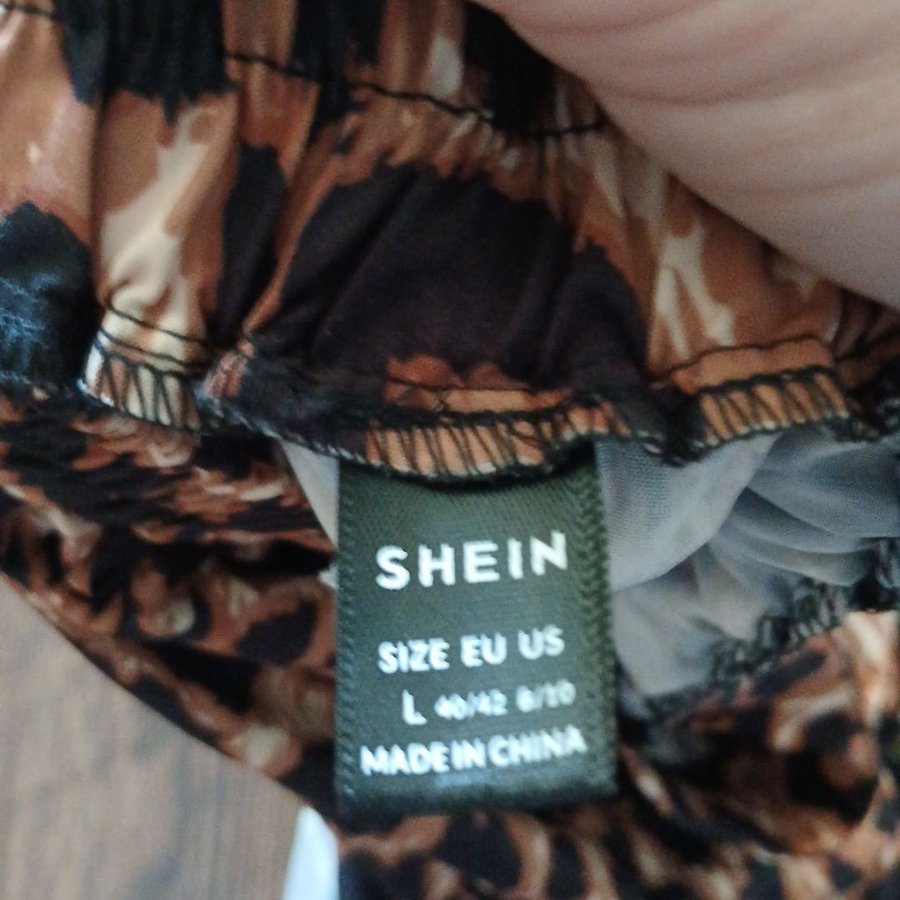 SHEIN
SIZE EU US
L 40/42 8/10
MADE IN CHINA